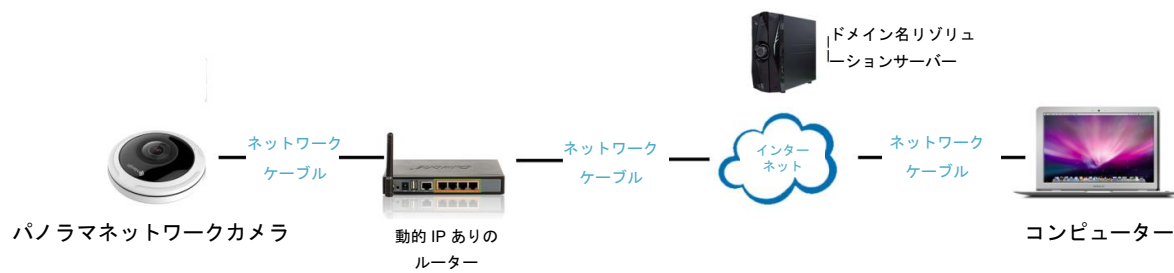 ドメイン名リゾリュ
ーションサーバー
ネットワーク
ケーブル
ネットワーク
ケーブル
インター
ネット
ネットワーク
ケーブル
パノラマネットワークカメラ
動的 IP ありの
ルーター
コンピューター